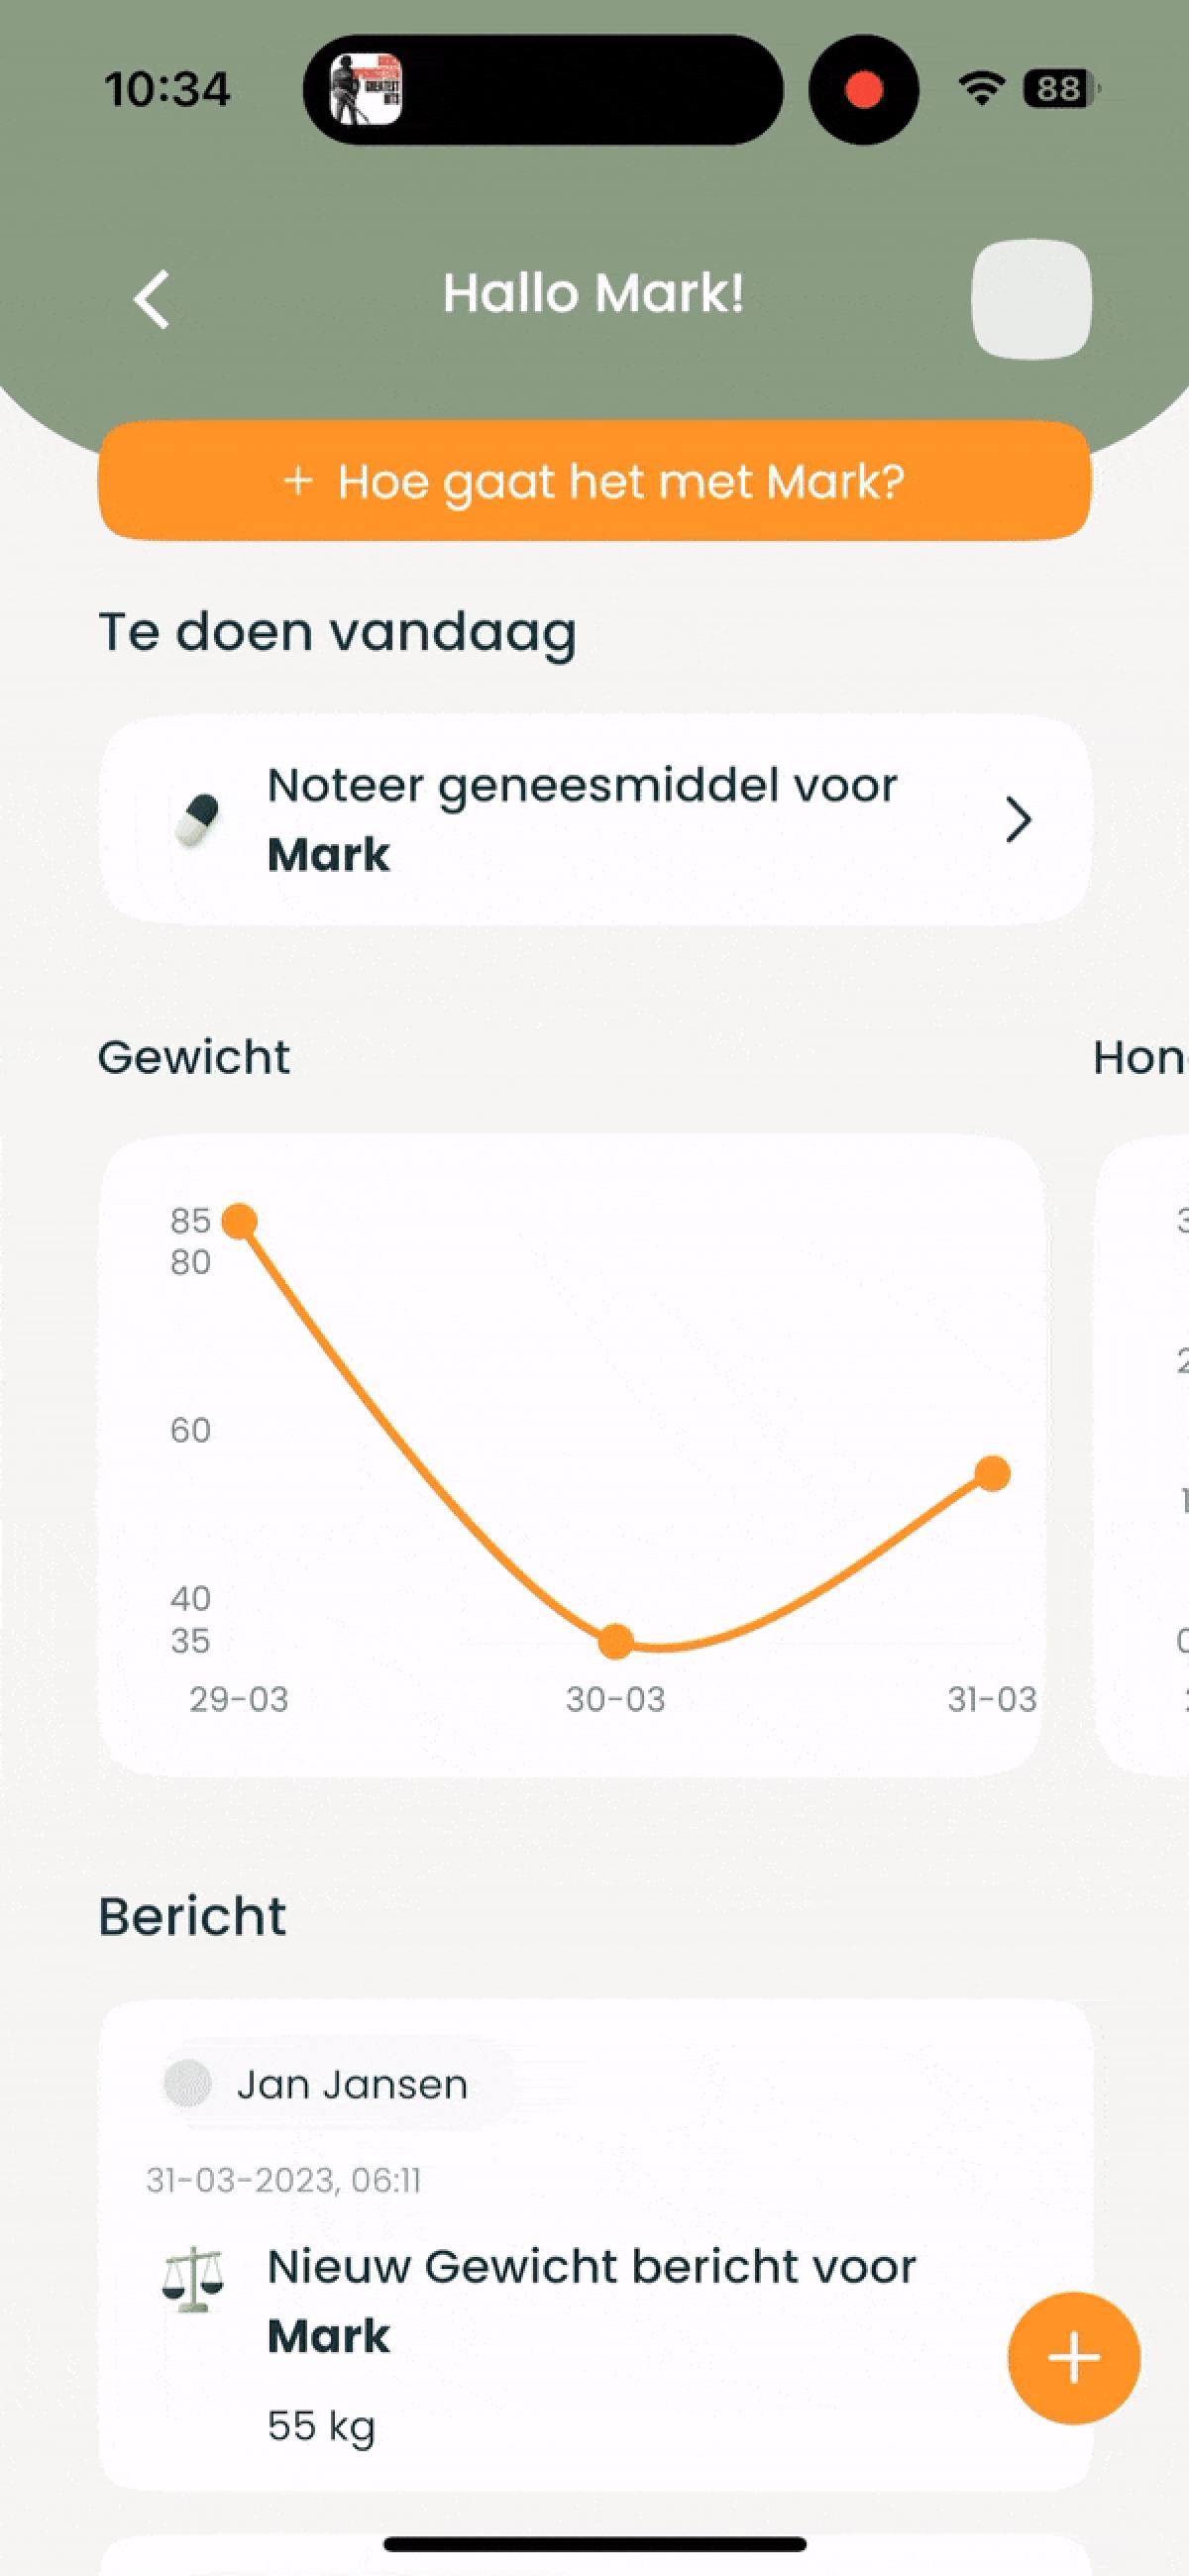 10:34
GREATEST
HITS
88
Hallo Mark!
+ Hoe gaat het met Mark?
Te doen vandaag
Noteer geneesmiddel voor
Mark
Gewicht
85
80
60
40
35
29-03
30-03
31-03
Bericht
Jan Jansen
31-03-2023, 06:11
Nieuw Gewicht bericht voor
Mark
55 kg